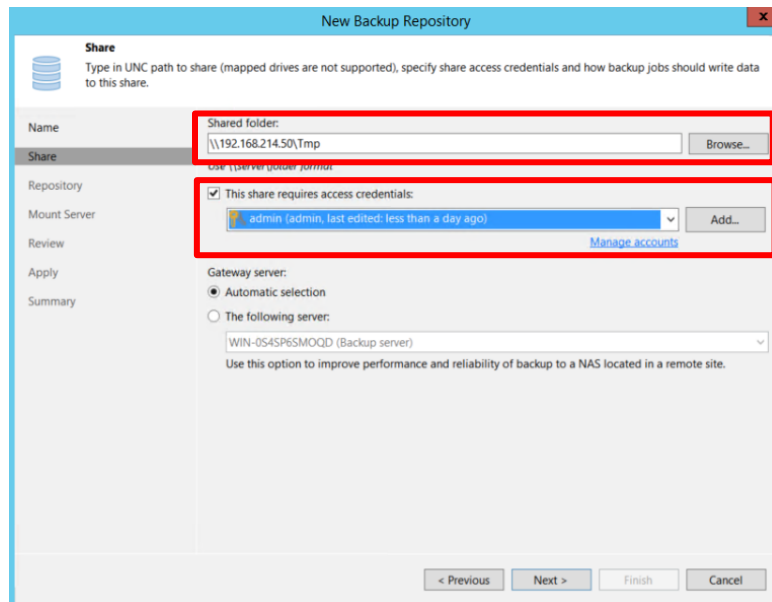 New Backup Repository
x
Share
Type in UNC path to share (mapped drives are not supported), specify share access credentials and how backup jobs should write data
to this share.
Name
Share
Repository
Mount Server
Review
Apply
Summary
Shared folder:
\\192.168.214.50\Tmp
Browse...
Use \\server\folder format
This share requires access credentials:
admin (admin, last edited: less than a day ago)
Add...
Manage accounts
Gateway server:
Automatic selection
The following server:
WIN-0S4SP6SMOQD (Backup server)
Use this option to improve performance and reliability of backup to a NAS located in a remote site.
< Previous
Next >
Finish
Cancel